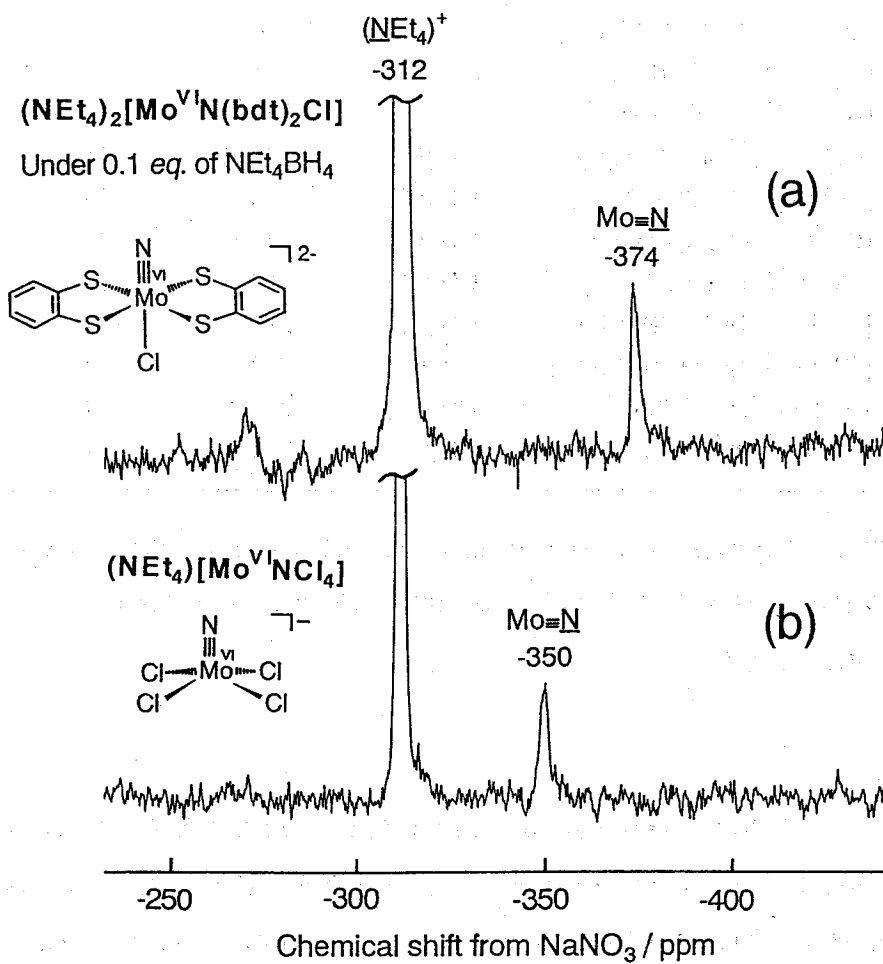 (NEt₄)⁺
-312
(NEt₄)₂[MoⱽᴵN(bdt)₂Cl]
Under 0.1 eq. of NEt₄BH₄
(a)
Mo≡N
-374
N
VI
2-
S
S
Mo
S
S
Cl
(NEt₄)[MoⱽᴵNCl₄]
(b)
Mo≡N
-350
N
VI
−
Cl
Mo
Cl
Cl
Cl
-250
-300
-350
-400
Chemical shift from NaNO₃ / ppm